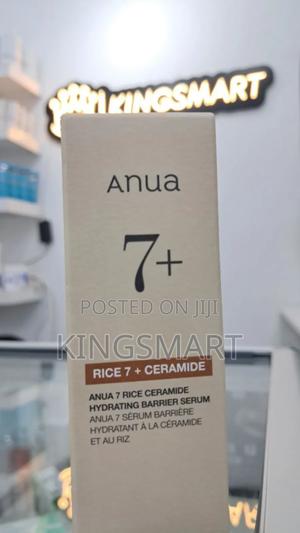 KINGSMART
Anua
7+
POSTED ON JIJI
KINGSMART
RICE 7 + CERAMIDE
ANUA 7 RICE CERAMIDE
HYDRATING BARRIER SERUM
ANUA 7 SÉRUM BARRIÈRE
HYDRATANT À LA CÉRAMIDE
ET AU RIZ
MART